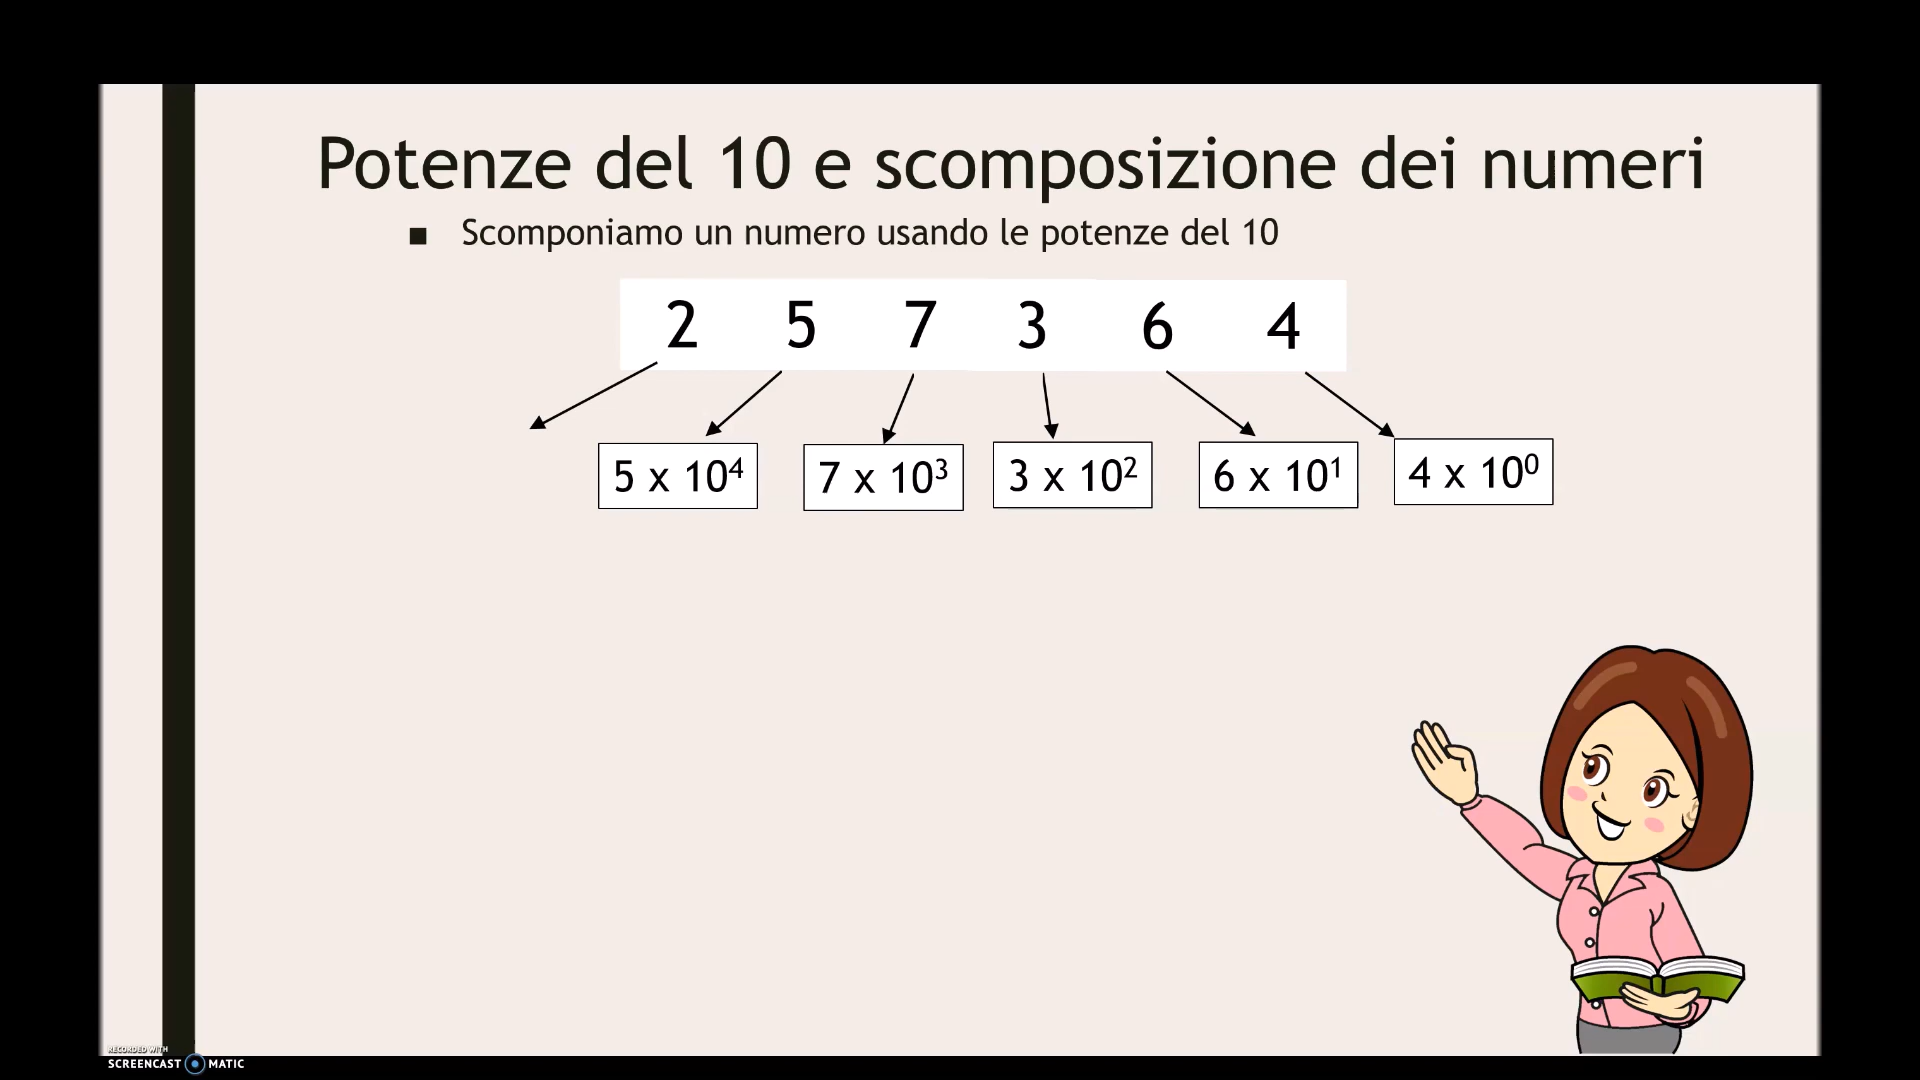 Potenze del 10 e scomposizione dei numeri
■ Scomponiamo un numero usando le potenze del 10
2 5 7 3 6 4
5 x 10⁴ 7 x 10³ 3 x 10² 6 x 10¹ 4 x 10⁰
RECORDED WITH
SCREENCAST MATIC